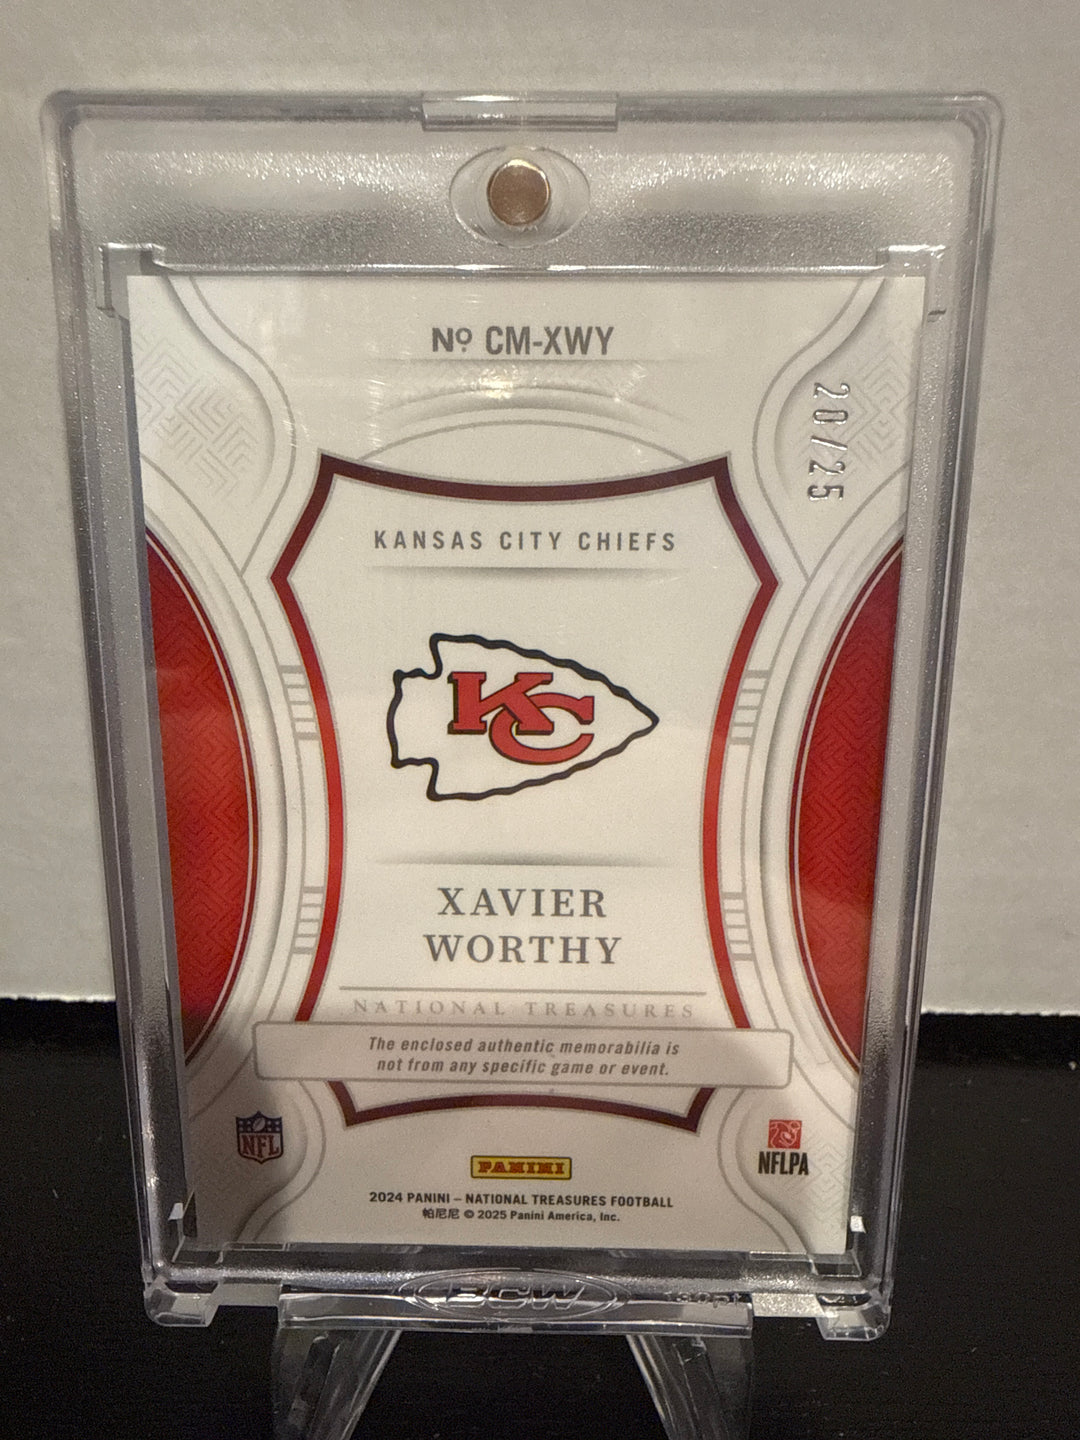 Nº CM-XWY
20/25
KANSAS CITY CHIEFS
KC
XAVIER
WORTHY
NATIONAL TREASURES
The enclosed authentic memorabilia is
not from any specific game or event.
NFL
NFLPA
PANINI
2024 PANINI – NATIONAL TREASURES FOOTBALL
帕尼尼 © 2025 Panini America, Inc.
BCW